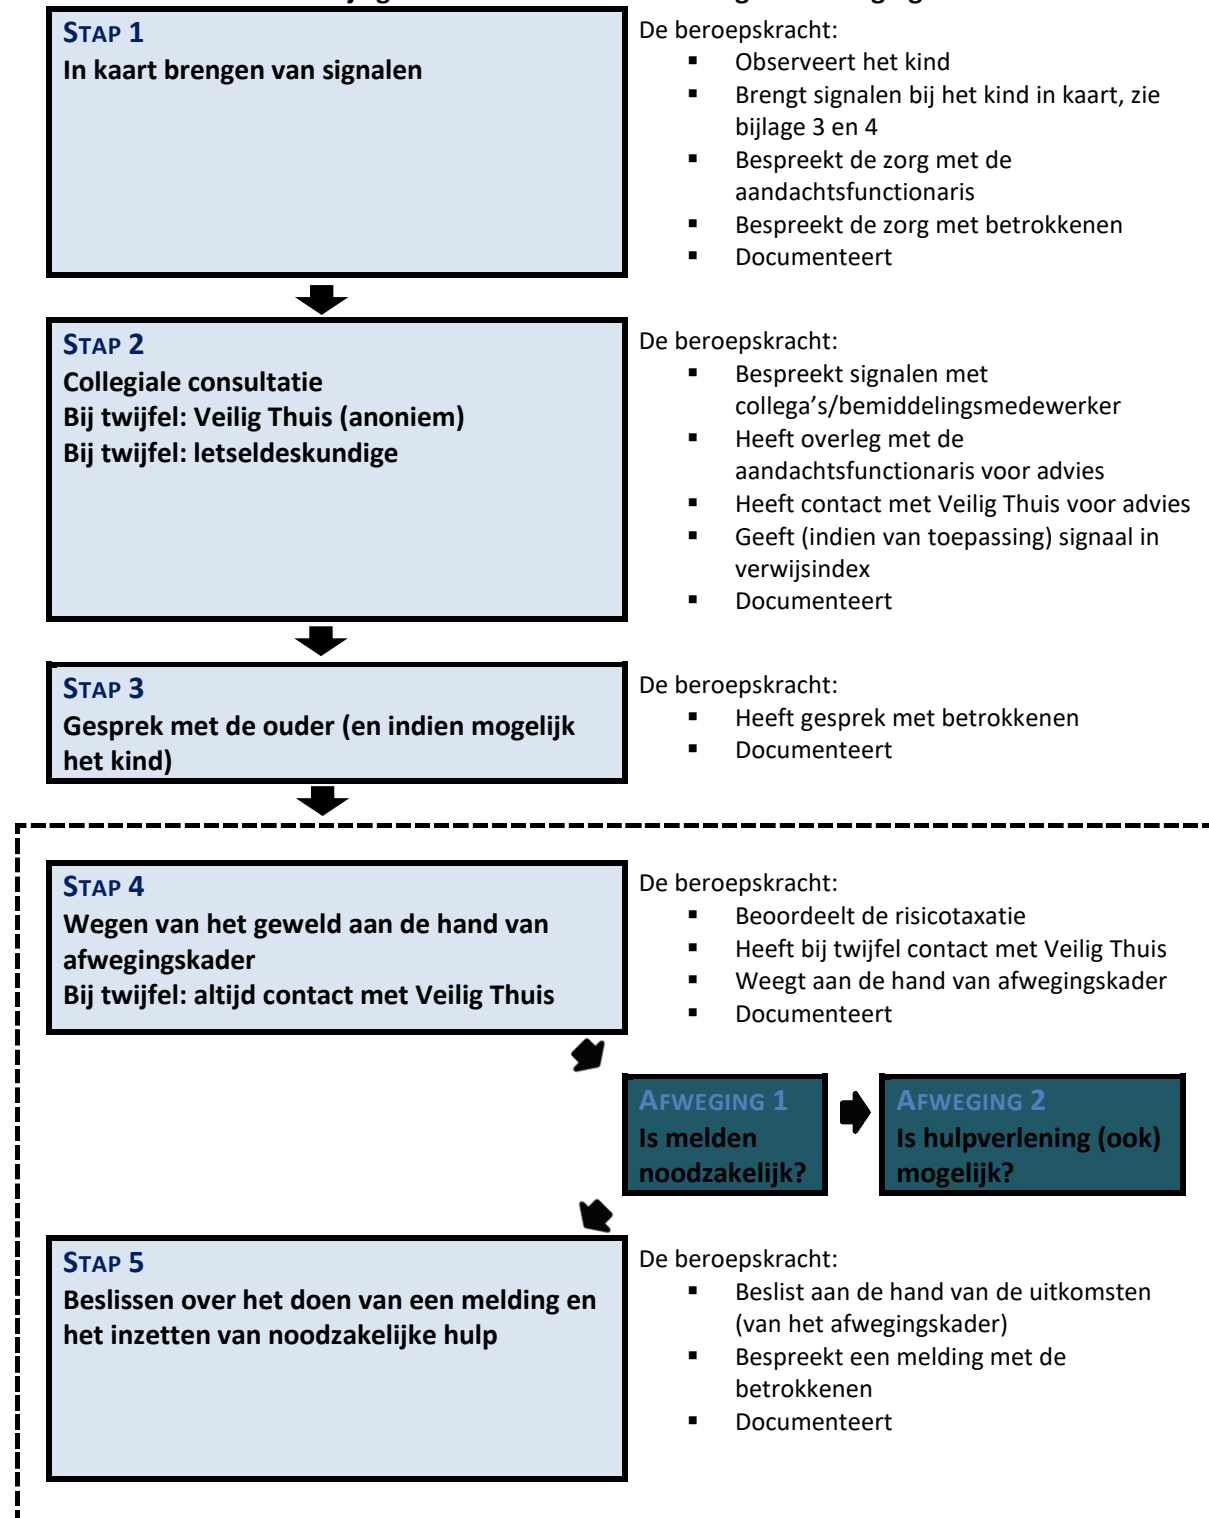 STAP 1
In kaart brengen van signalen
De beroepskracht:
▪ Observeert het kind
▪ Brengt signalen bij het kind in kaart, zie
bijlage 3 en 4
▪ Bespreekt de zorg met de
aandachtsfunctionaris
▪ Bespreekt de zorg met betrokkenen
▪ Documenteert
STAP 2
Collegiale consultatie
Bij twijfel: Veilig Thuis (anoniem)
Bij twijfel: letseldeskundige
De beroepskracht:
▪ Bespreekt signalen met
collega’s/bemiddelingsmedewerker
▪ Heeft overleg met de
aandachtsfunctionaris voor advies
▪ Heeft contact met Veilig Thuis voor advies
▪ Geeft (indien van toepassing) signaal in
verwijsindex
▪ Documenteert
STAP 3
Gesprek met de ouder (en indien mogelijk
het kind)
De beroepskracht:
▪ Heeft gesprek met betrokkenen
▪ Documenteert
STAP 4
Wegen van het geweld aan de hand van
afwegingskader
Bij twijfel: altijd contact met Veilig Thuis
De beroepskracht:
▪ Beoordeelt de risicotaxatie
▪ Heeft bij twijfel contact met Veilig Thuis
▪ Weegt aan de hand van afwegingskader
▪ Documenteert
AFWEGING 1
Is melden
noodzakelijk?
AFWEGING 2
Is hulpverlening (ook)
mogelijk?
STAP 5
Beslissen over het doen van een melding en
het inzetten van noodzakelijke hulp
De beroepskracht:
▪ Beslist aan de hand van de uitkomsten
(van het afwegingskader)
▪ Bespreekt een melding met de
betrokkenen
▪ Documenteert